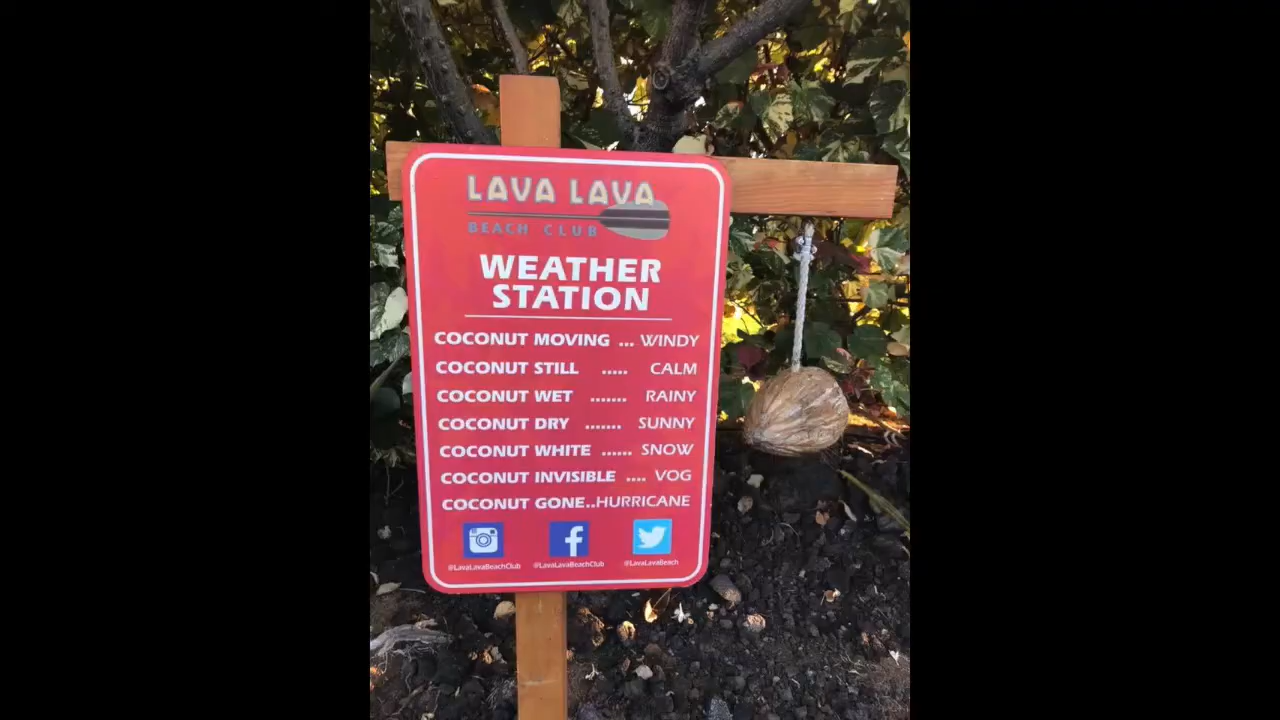 LAVA LAVA
BEACH CLUB
WEATHER
STATION
COCONUT MOVING ... WINDY
COCONUT STILL ..... CALM
COCONUT WET ....... RAINY
COCONUT DRY ....... SUNNY
COCONUT WHITE ...... SNOW
COCONUT INVISIBLE .... VOG
COCONUT GONE..HURRICANE
@LavaLavaBeachClub @LavaLavaBeachClub @LavaLavaBeach